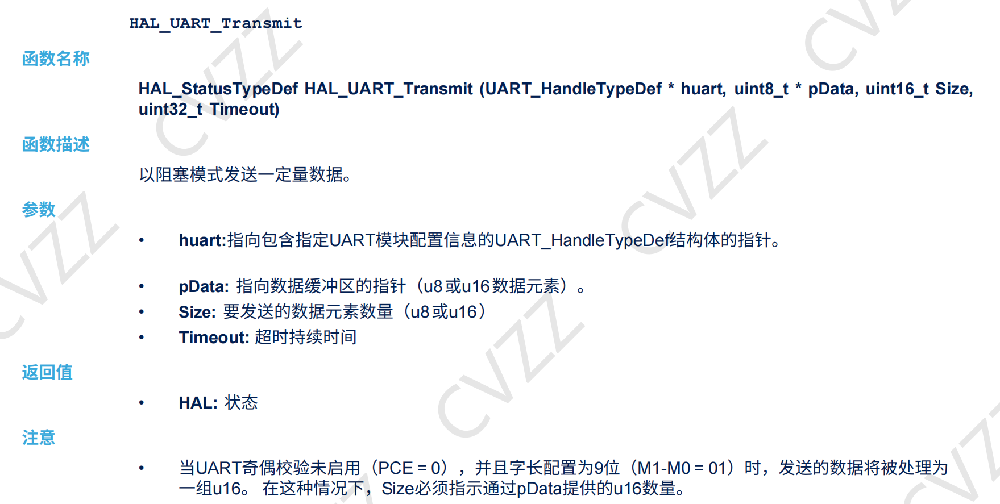 HAL_UART_Transmit
函数名称
HAL_StatusTypeDef HAL_UART_Transmit (UART_HandleTypeDef * huart, uint8_t * pData, uint16_t Size,
uint32_t Timeout)
函数描述
以阻塞模式发送一定量数据。
参数
• huart:指向包含指定UART模块配置信息的UART_HandleTypeDef结构体的指针。
• pData: 指向数据缓冲区的指针（u8或u16数据元素）。
• Size: 要发送的数据元素数量（u8或u16）
• Timeout: 超时持续时间
返回值
• HAL: 状态
注意
• 当UART奇偶校验未启用（PCE = 0），并且字长配置为9位（M1-M0 = 01）时，发送的数据将被处理为
一组u16。 在这种情况下，Size必须指示通过pData提供的u16数量。
CVZZ
CVZZ
CVZZ
CVZZ